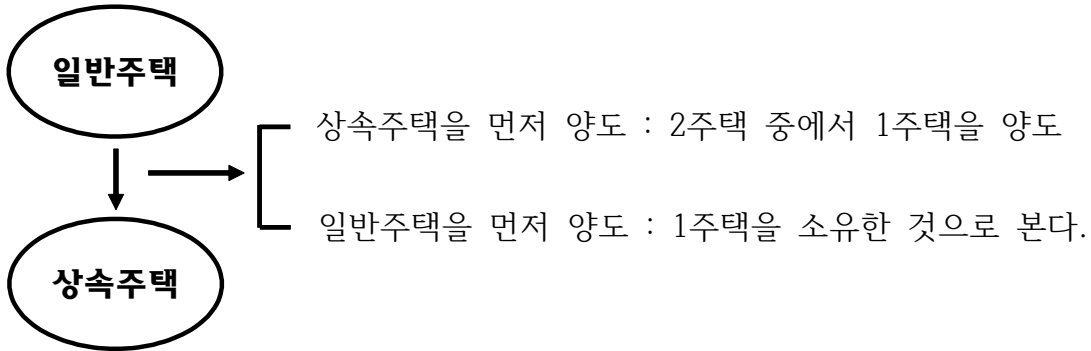 일반주택
상속주택을 먼저 양도 : 2주택 중에서 1주택을 양도
일반주택을 먼저 양도 : 1주택을 소유한 것으로 본다.
상속주택